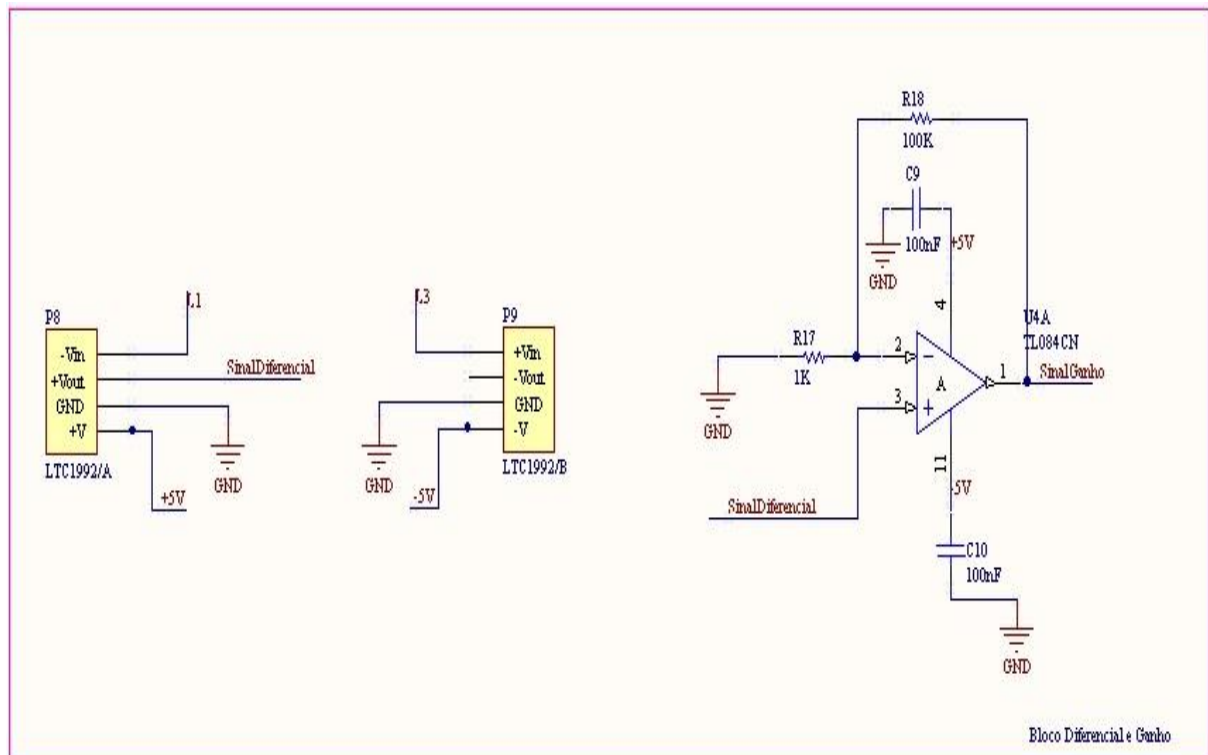 R18
100K
C9
100nF
+5V
GND
L1
P8
-Vin
+Vout
GND
+V
LTC1992/A
SinalDiferencial
GND
+5V
L3
P9
+Vin
-Vout
GND
-V
LTC1992/B
GND
-5V
R17
1K
GND
4
2
3
A
1
11
U4A
TL084CN
SinalGanho
SinalDiferencial
-5V
C10
100nF
GND
Bloco Diferencial e Ganho